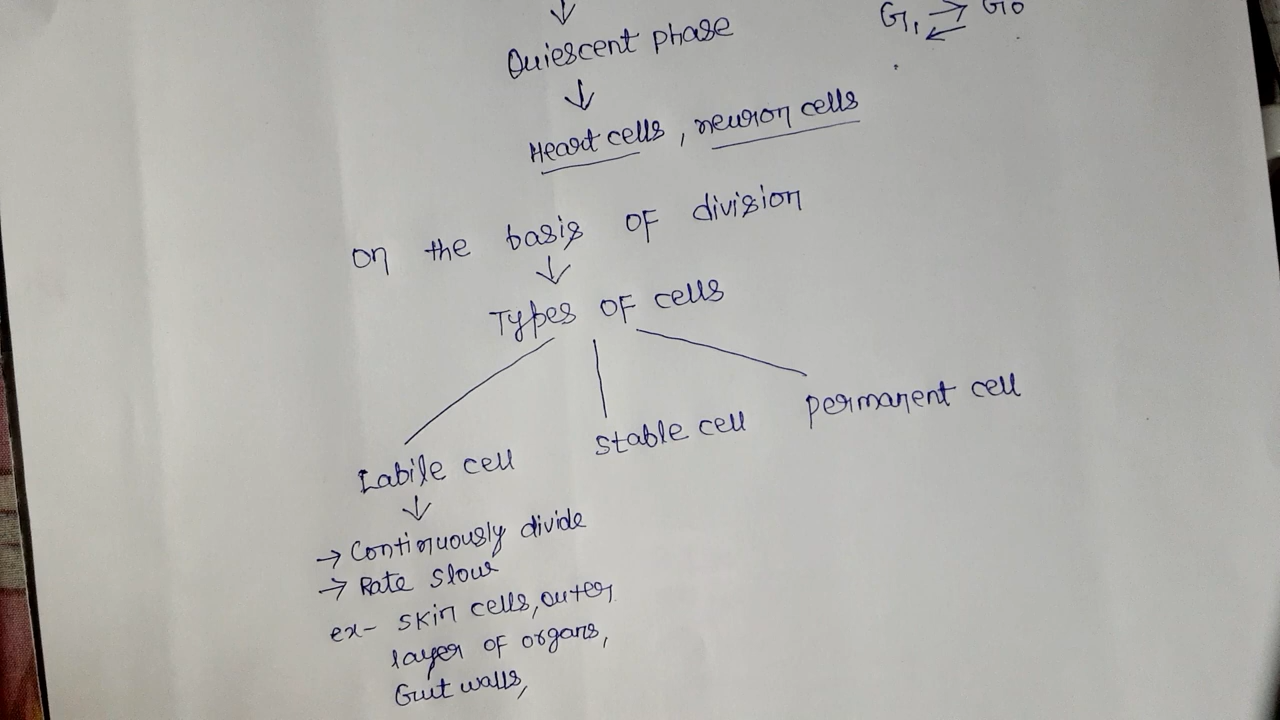 ↓
Quiescent phase
G₁ ⇌ G₀
↓
Heart cells, neuron cells
on the basis of division
↓
Types of cells
Labile cell
stable cell
permanent cell
↓
→ Continuously divide
→ Rate slow
ex- skin cells, outer
layer of organs,
Gut walls,